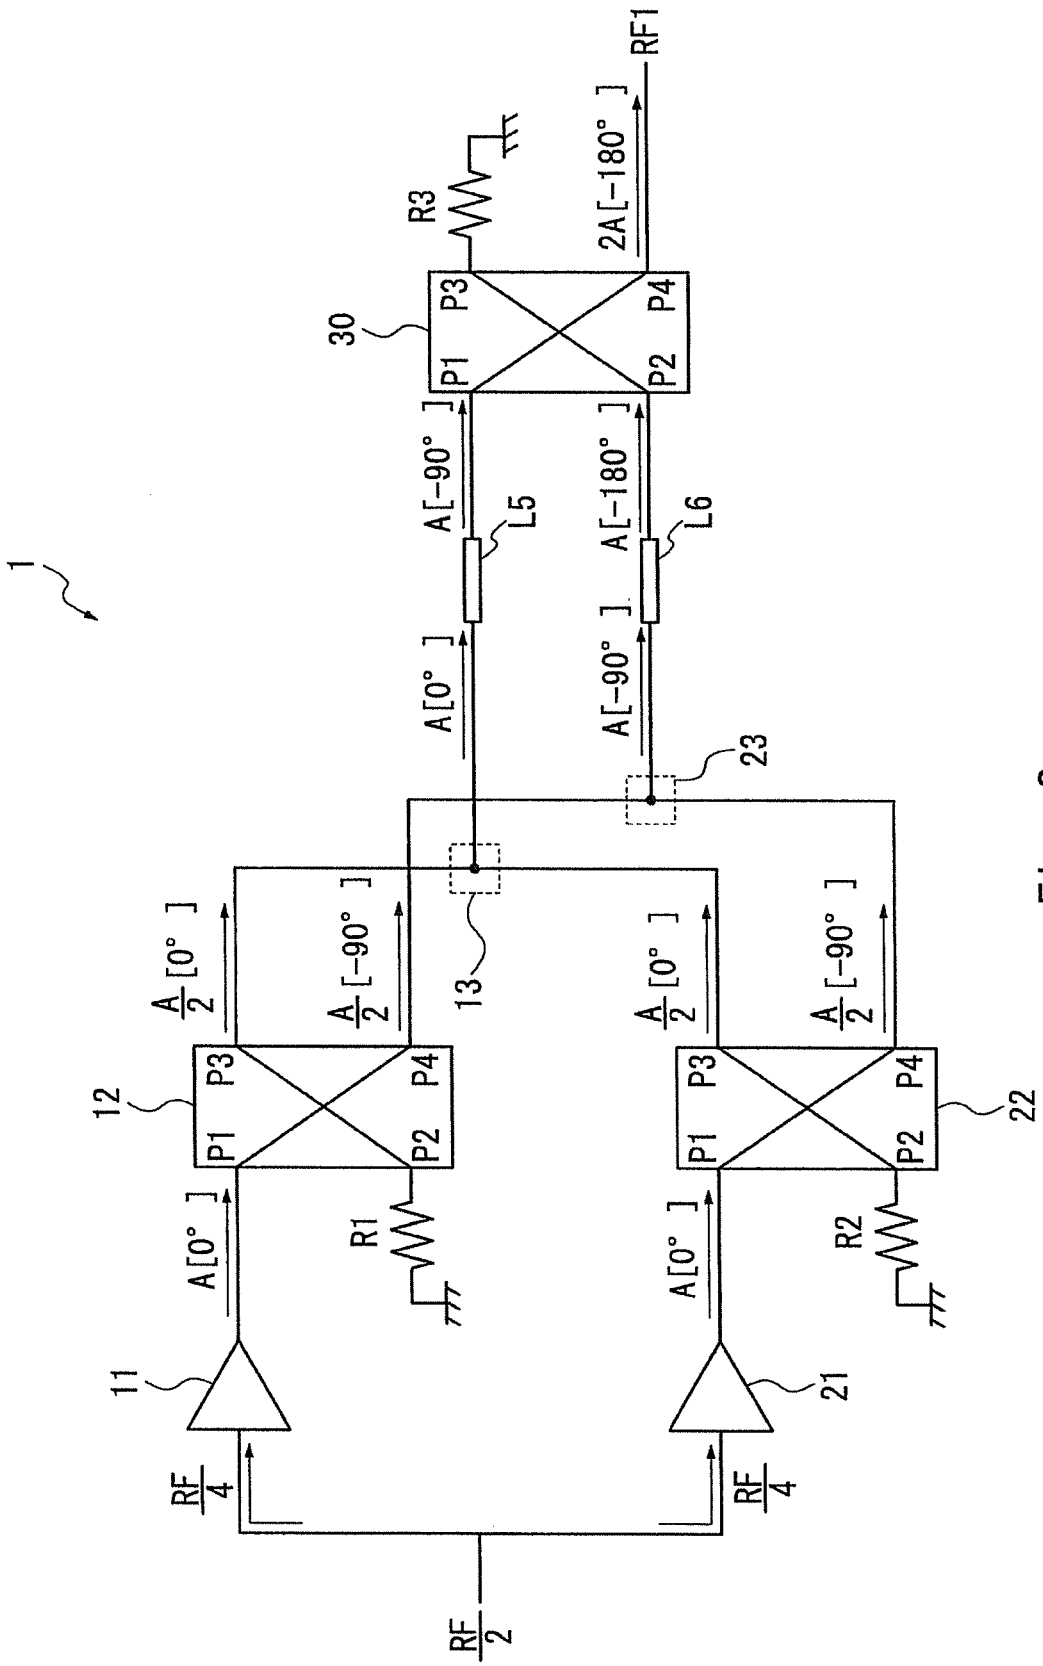 1
RF/2
RF/4
RF/4
11
21
A[0° ]
A[0° ]
R1
R2
12
P1
P3
P2
P4
22
P1
P3
P2
P4
A/2 [0° ]
A/2 [-90° ]
A/2 [0° ]
A/2 [-90° ]
13
23
A[0° ]
A[-90° ]
L5
L6
A[-90° ]
A[-180° ]
30
P1
P3
P2
P4
R3
2A[-180° ]
RF1